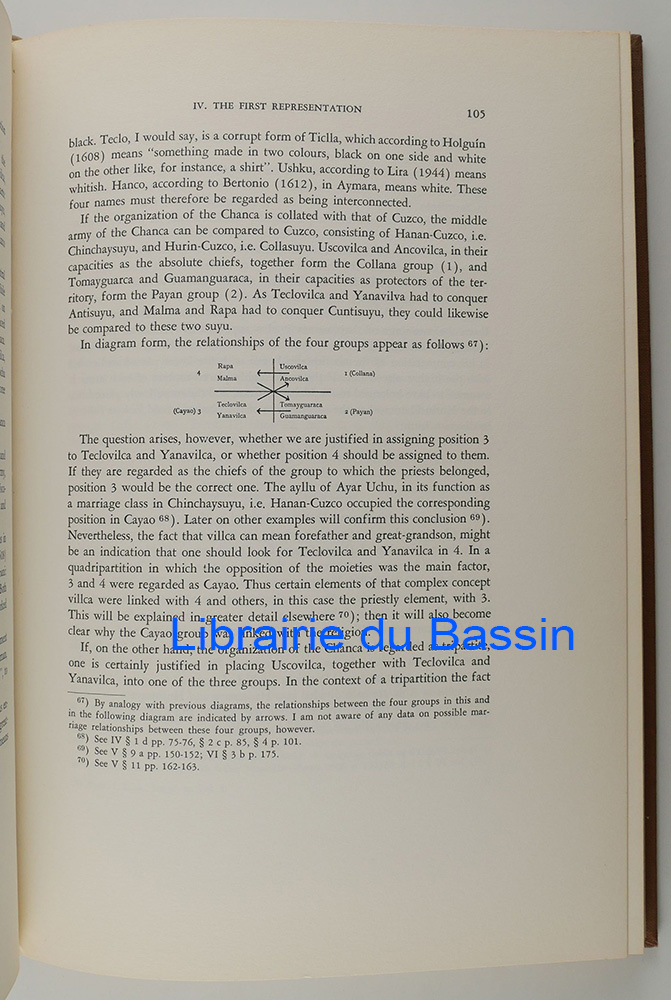 IV. THE FIRST REPRESENTATION
105
black. Teclo, I would say, is a corrupt form of Ticlla, which according to Holguín
(1608) means "something made in two colours, black on one side and white
on the other like, for instance, a shirt". Ushku, according to Lira (1944) means
whitish. Hanco, according to Bertonio (1612), in Aymara, means white. These
four names must therefore be regarded as being interconnected.
If the organization of the Chanca is collated with that of Cuzco, the middle
army of the Chanca can be compared to Cuzco, consisting of Hanan-Cuzco, i.e.
Chinchaysuyu, and Hurin-Cuzco, i.e. Collasuyu. Uscovilca and Ancovilca, in their
capacities as the absolute chiefs, together form the Collana group (1), and
Tomayguarca and Guamanguaraca, in their capacities as protectors of the ter-
ritory, form the Payan group (2). As Teclovilca and Yanavilva had to conquer
Antisuyu, and Malma and Rapa had to conquer Cuntisuyu, they could likewise
be compared to these two suyu.
In diagram form, the relationships of the four groups appear as follows 67):
4 Rapa Uscovilca 1 (Collana)
Malma Ancovilca
(Cayao) 3 Teclovilca Tomayguaraca 2 (Payan)
Yanavilca Guamanguaraca
The question arises, however, whether we are justified in assigning position 3
to Teclovilca and Yanavilca, or whether position 4 should be assigned to them.
If they are regarded as the chiefs of the group to which the priests belonged,
position 3 would be the correct one. The ayllu of Ayar Uchu, in its function as
a marriage class in Chinchaysuyu, i.e. Hanan-Cuzco occupied the corresponding
position in Cayao 68). Later on other examples will confirm this conclusion 69).
Nevertheless, the fact that villca can mean forefather and great-grandson, might
be an indication that one should look for Teclovilca and Yanavilca in 4. In a
quadripartition in which the opposition of the moieties was the main factor,
3 and 4 were regarded as Cayao. Thus certain elements of that complex concept
villca were linked with 4 and others, in this case the priestly element, with 3.
This will be explained in greater detail elsewhere 70); then it will also become
clear why the Cayao group was linked with the religion.
Librairie du Bassin
If, on the other hand, the organization of the Chanca is regarded as tripartite,
one is certainly justified in placing Uscovilca, together with Teclovilca and
Yanavilca, into one of the three groups. In the context of a tripartition the fact
67) By analogy with previous diagrams, the relationships between the four groups in this and
in the following diagram are indicated by arrows. I am not aware of any data on possible mar-
riage relationships between these four groups, however.
68) See IV § 1 d pp. 75-76, § 2 c p. 85, § 4 p. 101.
69) See V § 9 a pp. 150-152; VI § 3 b p. 175.
70) See V § 11 pp. 162-163.